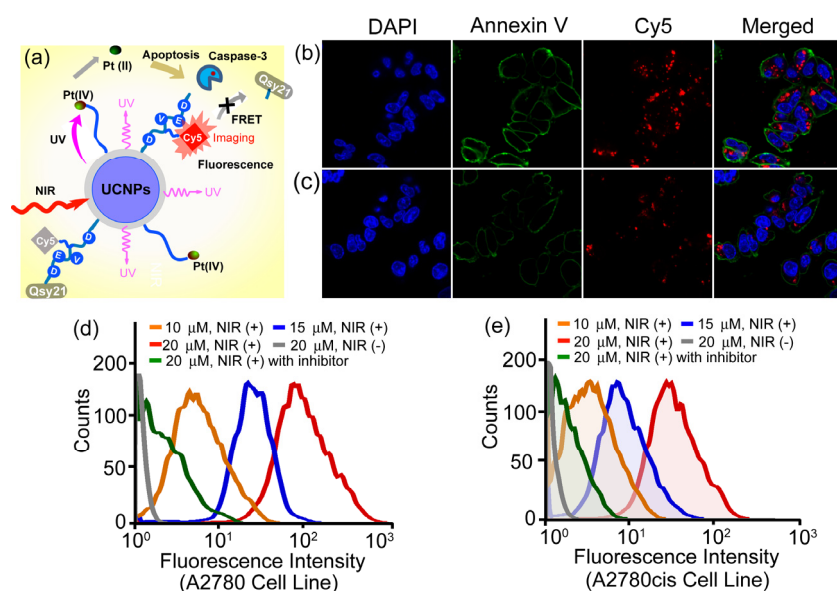 (a)
Pt (II)
Apoptosis
Caspase-3
Qsy21
Pt(IV)
D
E
V
D
FRET
Cy5
Imaging
UV
UV
Fluorescence
NIR
UCNPs
UV
Cy5
D
V
E
D
UV
Pt(IV)
Qsy21
DAPI Annexin V Cy5 Merged
(b)
(c)
(d)
10 μM, NIR (+) 15 μM, NIR (+)
20 μM, NIR (+) 20 μM, NIR (-)
20 μM, NIR (+) with inhibitor
Counts
200
100
50
0
10⁰ 10¹ 10² 10³
Fluorescence Intensity
(A2780 Cell Line)
(e)
10 μM, NIR (+) 15 μM, NIR (+)
20 μM, NIR (+) 20 μM, NIR (-)
20 μM, NIR (+) with inhibitor
Counts
200
100
50
0
10⁰ 10¹ 10² 10³
Fluorescence Intensity
(A2780cis Cell Line)